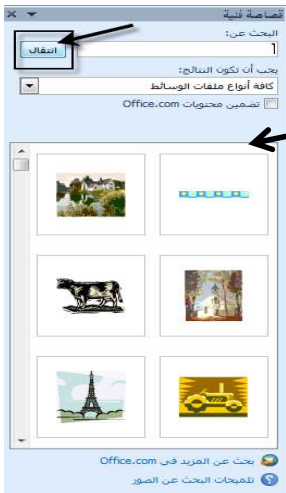 قصاصة فنية
البحث عن:
انتقال
يجب أن تكون النتائج:
كافة أنواع ملفات الوسائط
تضمين محتويات Office.com
بحث عن المزيد في Office.com
تلميحات البحث عن الصور